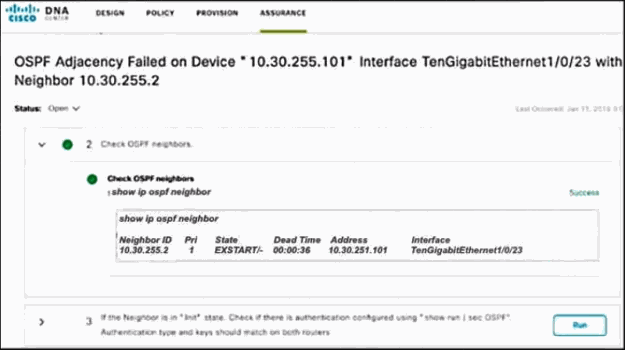 CISCO DNA CENTER DESIGN POLICY PROVISION ASSURANCE
OSPF Adjacency Failed on Device "10.30.255.101" Interface TenGigabitEthernet1/0/23 with
Neighbor 10.30.255.2
Status: Open
Last Occurred: Jan 11, 2018
2 Check OSPF neighbors.
Check OSPF neighbors
show ip ospf neighbor
Success
show ip ospf neighbor
Neighbor ID Pri State Dead Time Address Interface
10.30.255.2 1 EXSTART/- 00:00:36 10.30.251.101 TenGigabitEthernet1/0/23
3 If the Neighbor is in "Init" state. Check if there is authentication configured using "show run | sec OSPF".
Authentication type and keys should match on both routers
Run